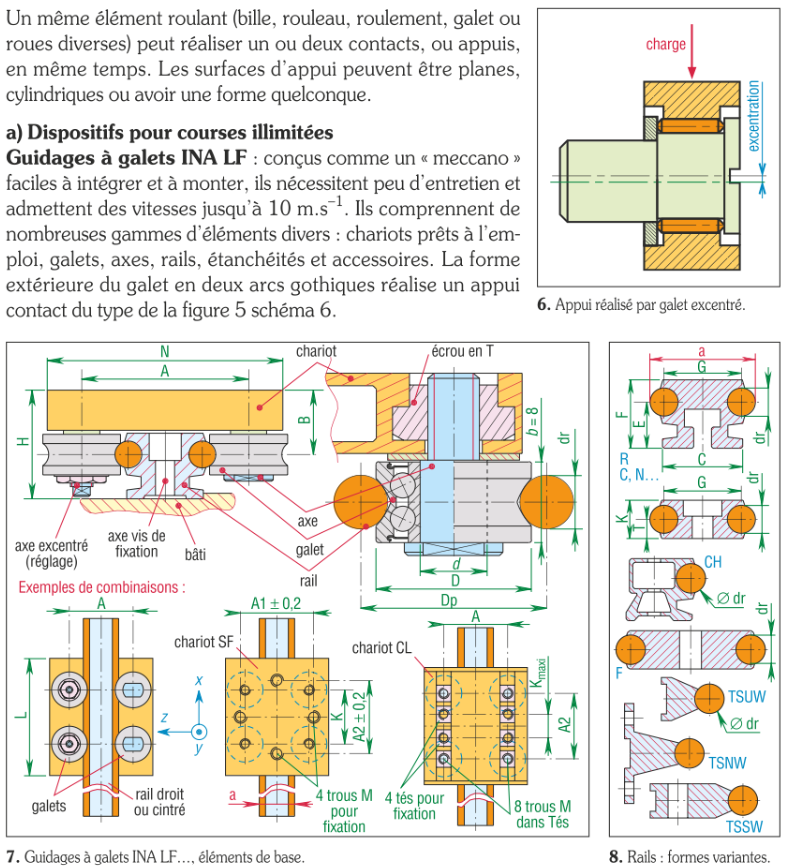 Un même élément roulant (bille, rouleau, roulement, galet ou
roues diverses) peut réaliser un ou deux contacts, ou appuis,
en même temps. Les surfaces d'appui peuvent être planes,
cylindriques ou avoir une forme quelconque.
a) Dispositifs pour courses illimitées
Guidages à galets INA LF : conçus comme un « meccano »
faciles à intégrer et à monter, ils nécessitent peu d'entretien et
admettent des vitesses jusqu'à 10 m.s⁻¹. Ils comprennent de
nombreuses gammes d'éléments divers : chariots prêts à l'em-
ploi, galets, axes, rails, étanchéités et accessoires. La forme
extérieure du galet en deux arcs gothiques réalise un appui
contact du type de la figure 5 schéma 6.
charge
excentration
6. Appui réalisé par galet excentré.
N
A
H
B
chariot
écrou en T
b = 8
dr
axe excentré
(réglage)
axe vis de
fixation
bâti
axe
galet
rail
d
D
Dp
Exemples de combinaisons :
A
L
galets
rail droit
ou cintré
x
z
y
A1 ± 0,2
chariot SF
K
A2 ± 0,2
a
4 trous M
pour
fixation
chariot CL
A
Kmaxi
A2
4 tés pour
fixation
8 trous M
dans Tés
7. Guidages à galets INA LF..., éléments de base.
a
G
F
E
dr
R
C, N...
C
G
K
T
dr
CH
Ø dr
dr
F
TSUW
Ø dr
TSNW
TSSW
8. Rails : formes variantes.